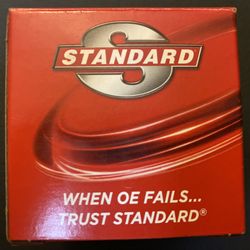 S
STANDARD
WHEN OE FAILS...
TRUST STANDARD®